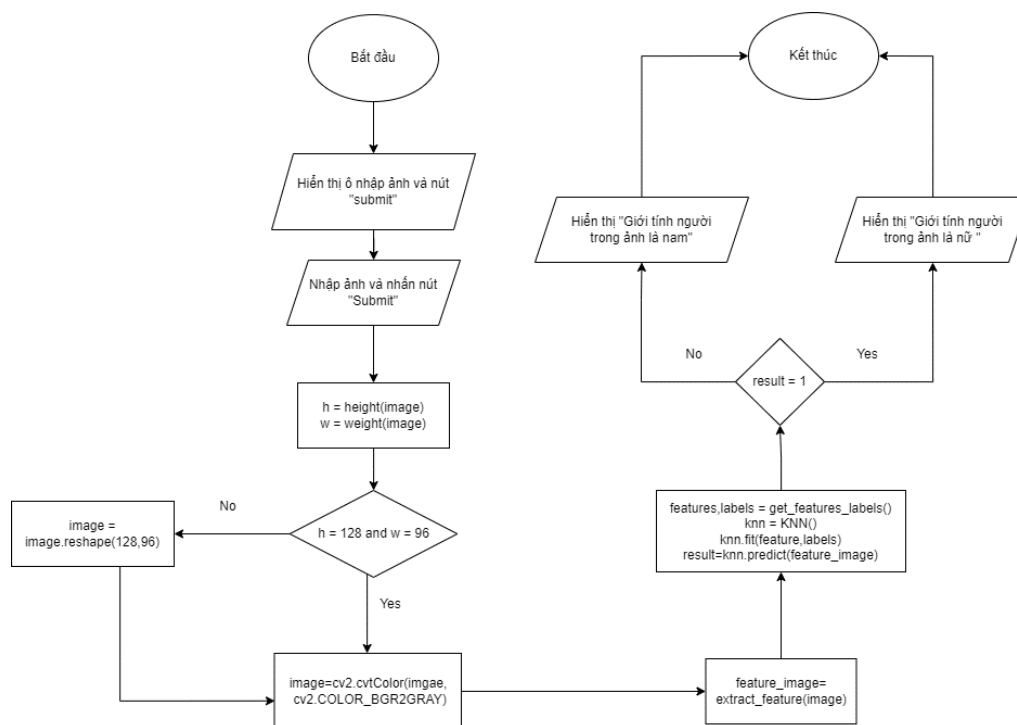 Bắt đầu
Hiển thị ô nhập ảnh và nút
"submit"
Nhập ảnh và nhấn nút
"Submit"
h = height(image)
w = weight(image)
h = 128 and w = 96
No
image =
image.reshape(128,96)
Yes
image=cv2.cvtColor(imgae,
cv2.COLOR_BGR2GRAY)
feature_image=
extract_feature(image)
features,labels = get_features_labels()
knn = KNN()
knn.fit(feature,labels)
result=knn.predict(feature_image)
result = 1
No
Yes
Hiển thị "Giới tính người
trong ảnh là nam"
Hiển thị "Giới tính người
trong ảnh là nữ "
Kết thúc